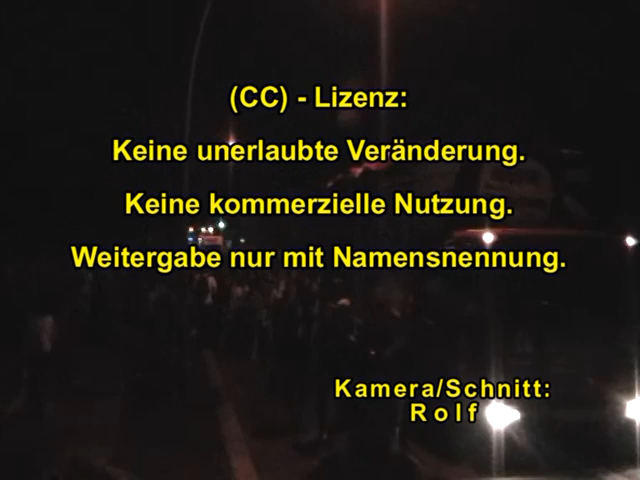 (CC) - Lizenz:
Keine unerlaubte Veränderung.
Keine kommerzielle Nutzung.
Weitergabe nur mit Namensnennung.
Kamera/Schnitt:
Rolf